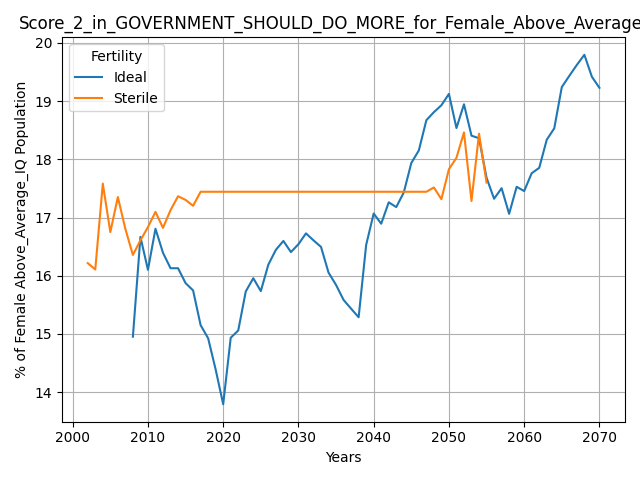 Score_2_in_GOVERNMENT_SHOULD_DO_MORE_for_Female_Above_Average
Fertility
Ideal
Sterile
% of Female Above_Average_IQ Population
20
19
18
17
16
15
14
2000 2010 2020 2030 2040 2050 2060 2070
Years